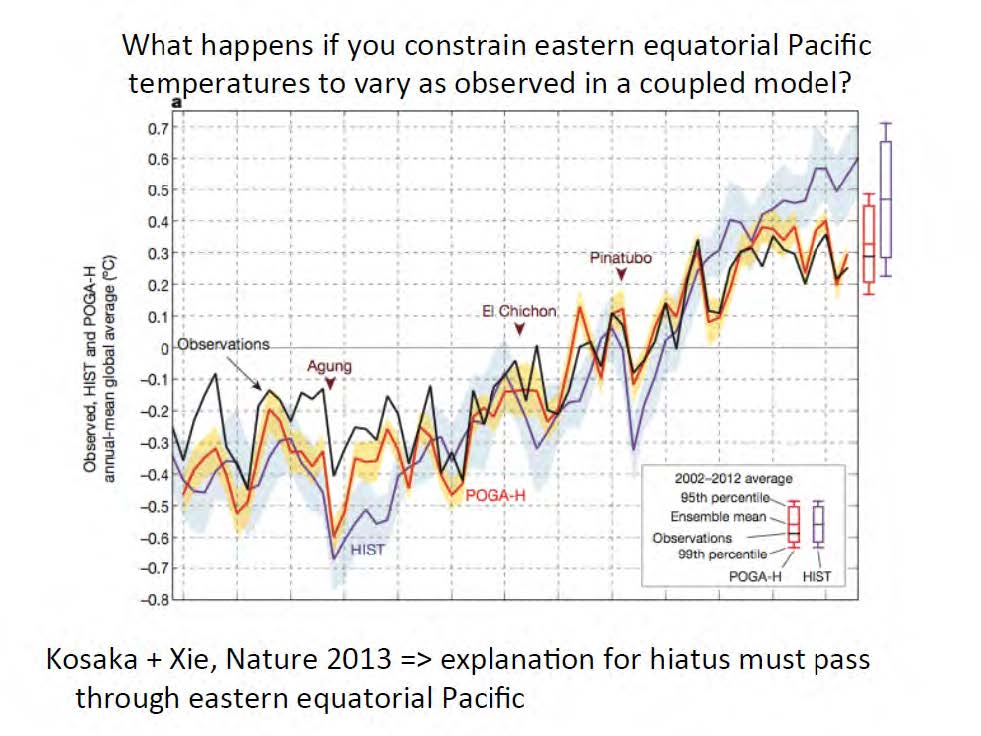 What happens if you constrain eastern equatorial Pacific
temperatures to vary as observed in a coupled model?
a
Observed, HIST and POGA-H
annual-mean global average (°C)
0.7
0.6
0.5
0.4
0.3
0.2
0.1
0
−0.1
−0.2
−0.3
−0.4
−0.5
−0.6
−0.7
−0.8
Pinatubo
El Chichon
Observations
Agung
POGA-H
HIST
2002–2012 average
95th percentile
Ensemble mean
Observations
99th percentile
POGA-H HIST
Kosaka + Xie, Nature 2013 => explanation for hiatus must pass
through eastern equatorial Pacific